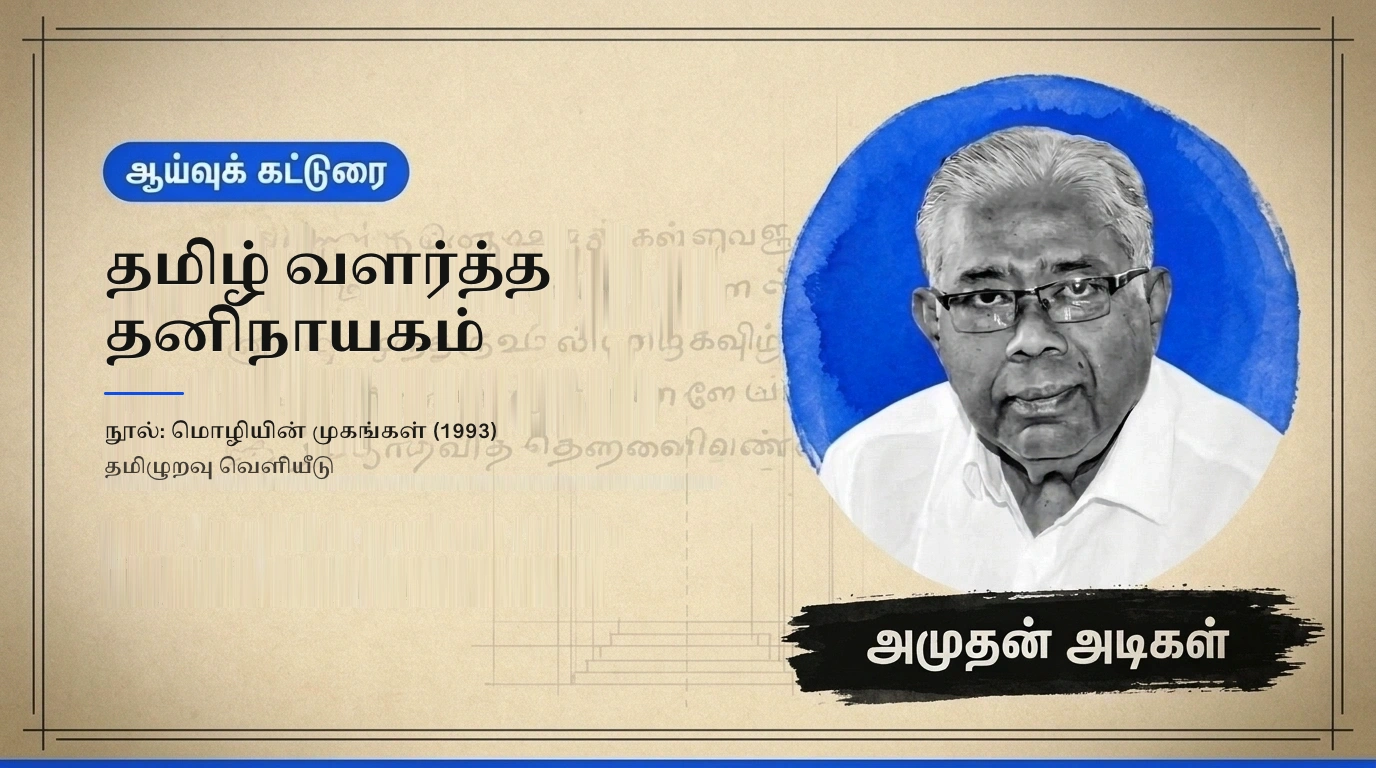 ஆய்வுக் கட்டுரை
தமிழ் வளர்த்த
தனிநாயகம்
நூல்: மொழியின் முகங்கள் (1993)
தமிழுறவு வெளியீடு
அமுதன் அடிகள்